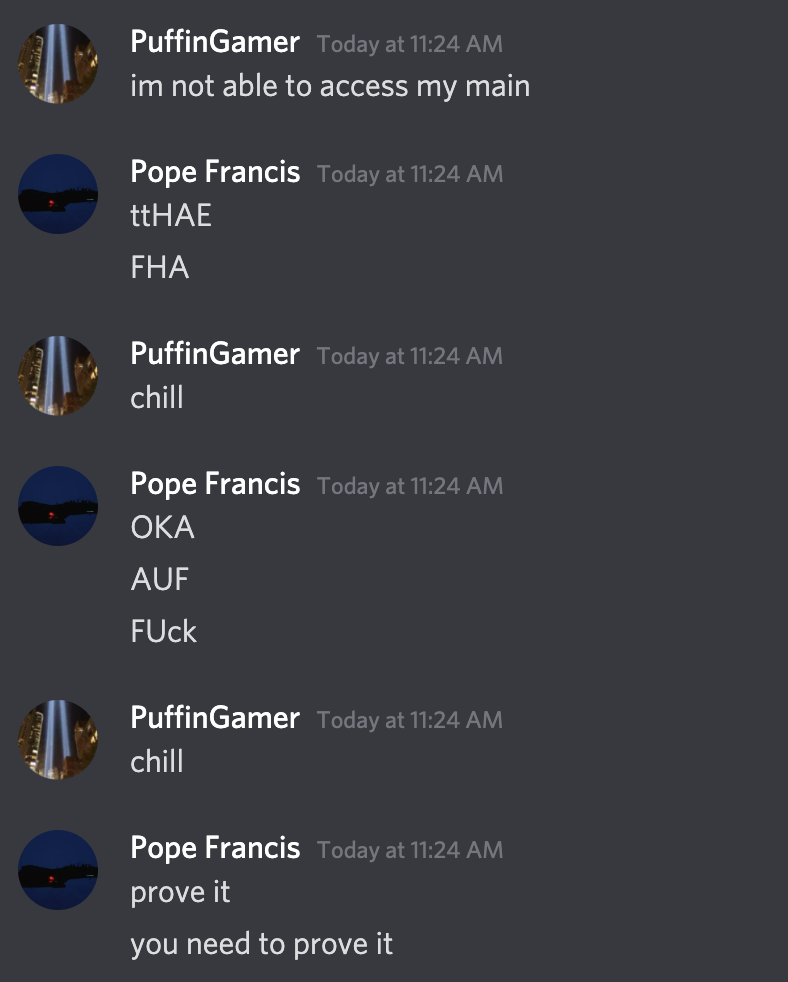 PuffinGamer Today at 11:24 AM
im not able to access my main
Pope Francis Today at 11:24 AM
ttHAE
FHA
PuffinGamer Today at 11:24 AM
chill
Pope Francis Today at 11:24 AM
OKA
AUF
FUck
PuffinGamer Today at 11:24 AM
chill
Pope Francis Today at 11:24 AM
prove it
you need to prove it